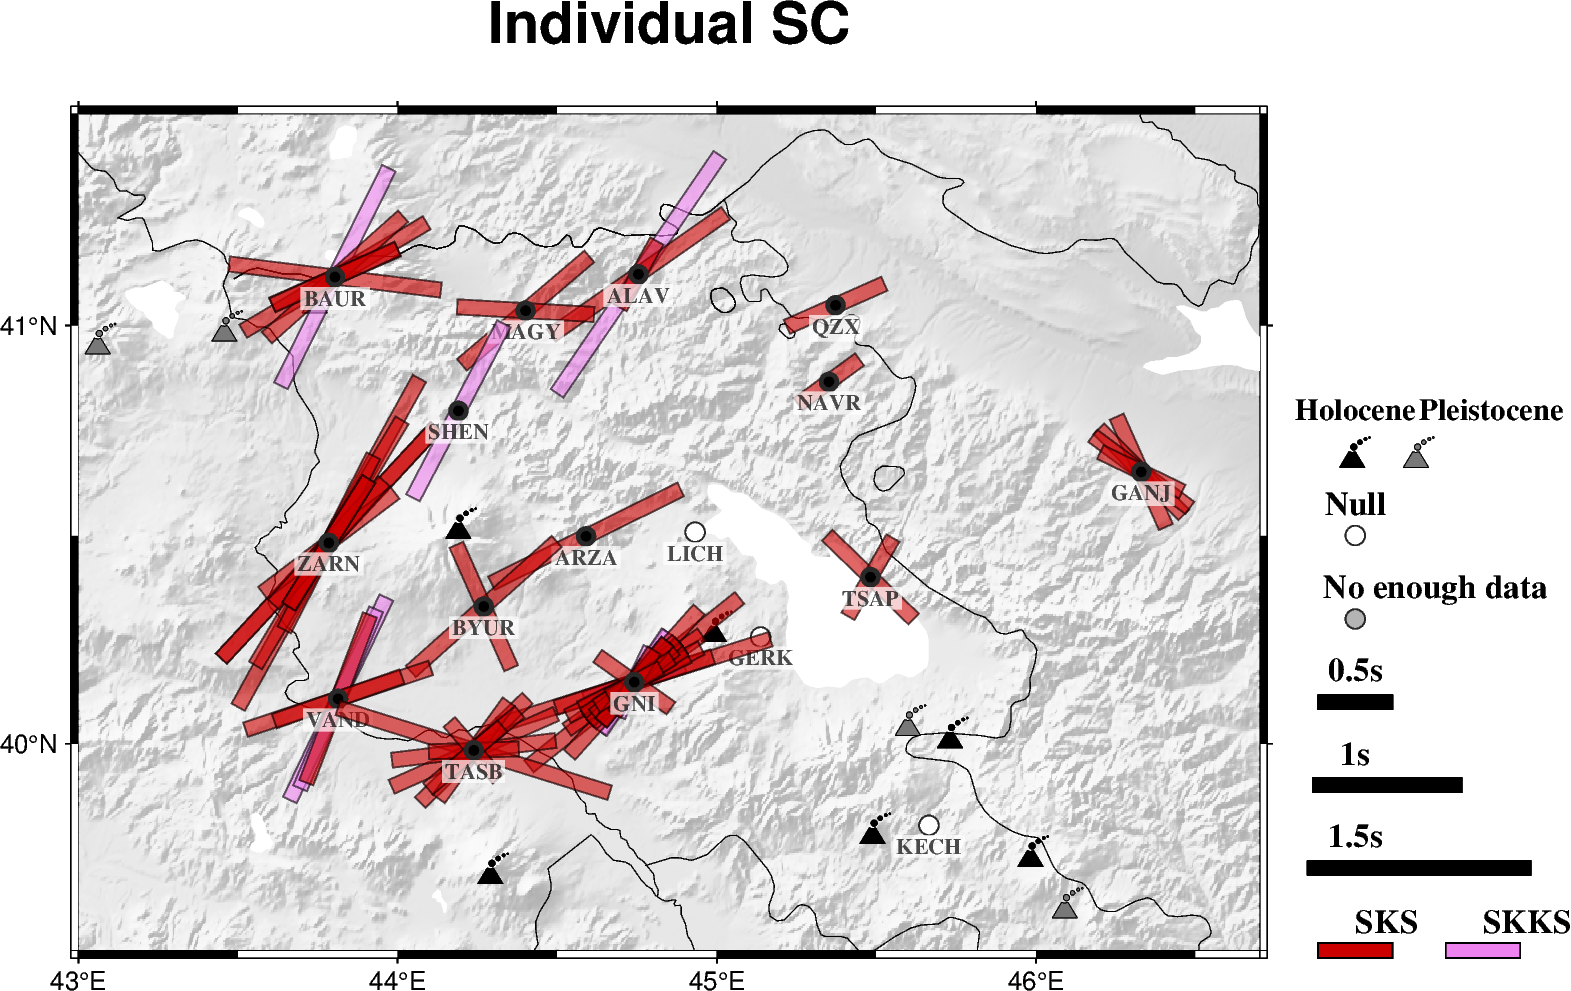 Individual SC
BAUR
MAGY
ALAV
QZX
41°N
NAVR
SHEN
GANJ
ZARN
ARZA
LICH
TSAP
BYUR
GERK
GNI
VAND
40°N
TASB
KECH
43°E
44°E
45°E
46°E
Holocene Pleistocene
Null
No enough data
0.5s
1s
1.5s
SKS
SKKS